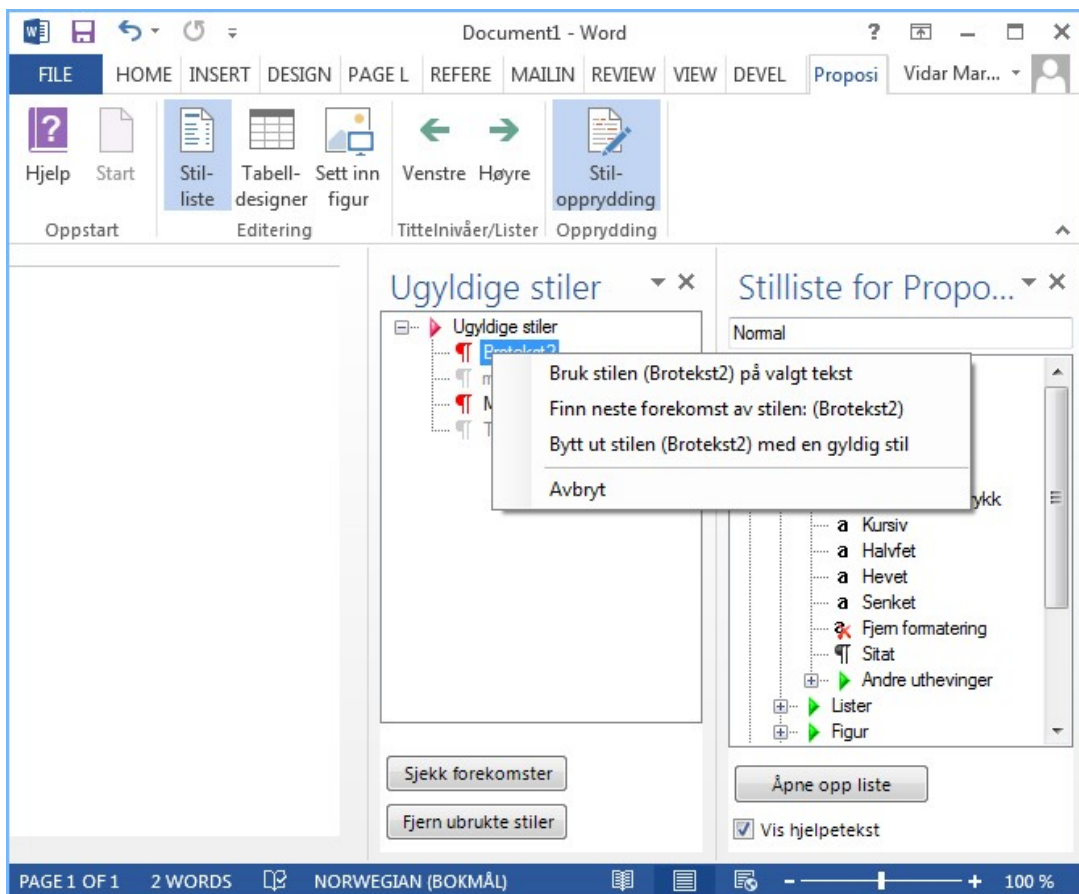 Document1 - Word
?
FILE HOME INSERT DESIGN PAGE L REFERE MAILIN REVIEW VIEW DEVEL Proposi Vidar Mar...
Hjelp
Start
Stil-
liste
Tabell-
designer
Sett inn
figur
Venstre
Høyre
Stil-
opprydding
Oppstart
Editering
Tittelnivåer/Lister
Opprydding
Ugyldige stiler
Ugyldige stiler
Brotekst2
Bruk stilen (Brotekst2) på valgt tekst
Finn neste forekomst av stilen: (Brotekst2)
Bytt ut stilen (Brotekst2) med en gyldig stil
Avbryt
Sjekk forekomster
Fjern ubrukte stiler
Stilliste for Propo...
Normal
ykk
a Kursiv
a Halvfet
a Hevet
a Senket
Fjern formatering
¶ Sitat
Andre uthevinger
Lister
Figur
Åpne opp liste
Vis hjelpetekst
PAGE 1 OF 1 2 WORDS NORWEGIAN (BOKMÅL) 100 %